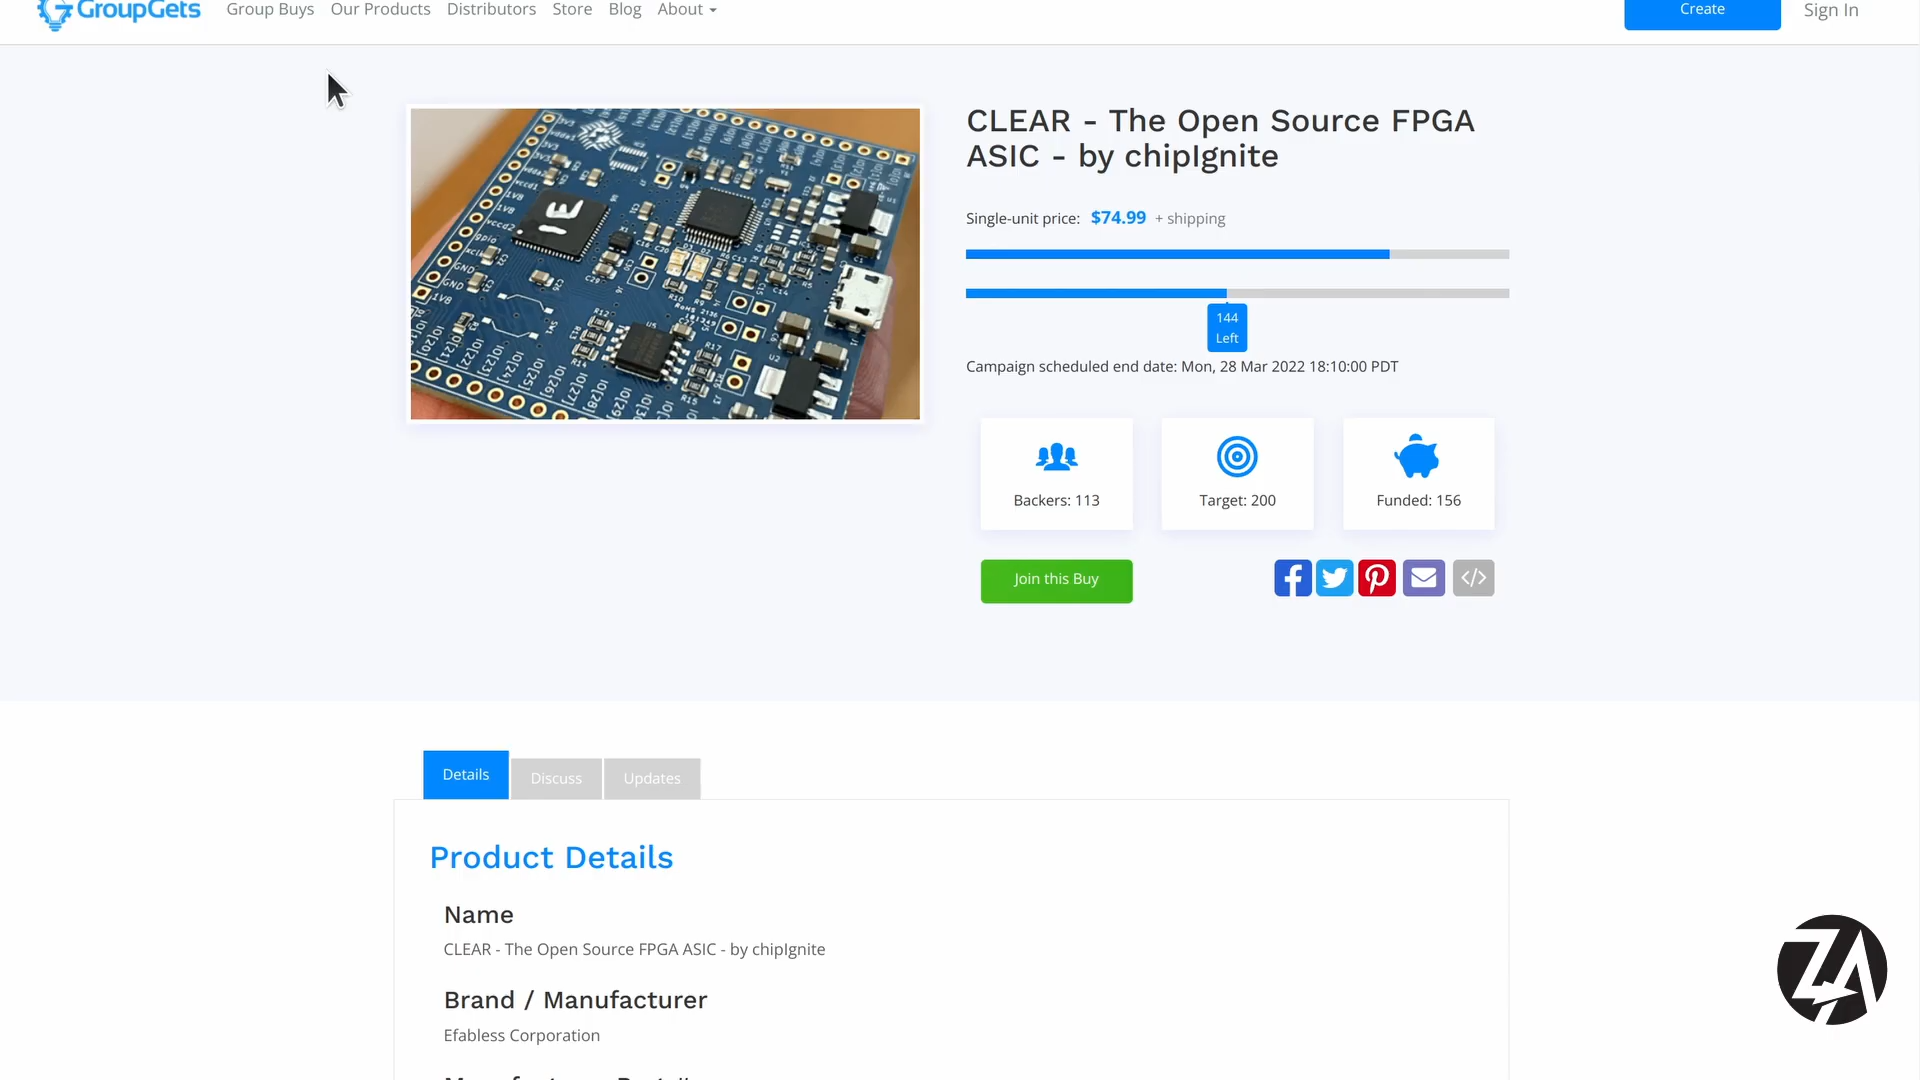 GroupGets
Group Buys
Our Products
Distributors
Store
Blog
About
Create
Sign In
CLEAR - The Open Source FPGA
ASIC - by chipIgnite
Single-unit price: $74.99 + shipping
144
Left
Campaign scheduled end date: Mon, 28 Mar 2022 18:10:00 PDT
Backers: 113
Target: 200
Funded: 156
Join this Buy
Details
Discuss
Updates
Product Details
Name
CLEAR - The Open Source FPGA ASIC - by chipIgnite
Brand / Manufacturer
Efabless Corporation
ZA